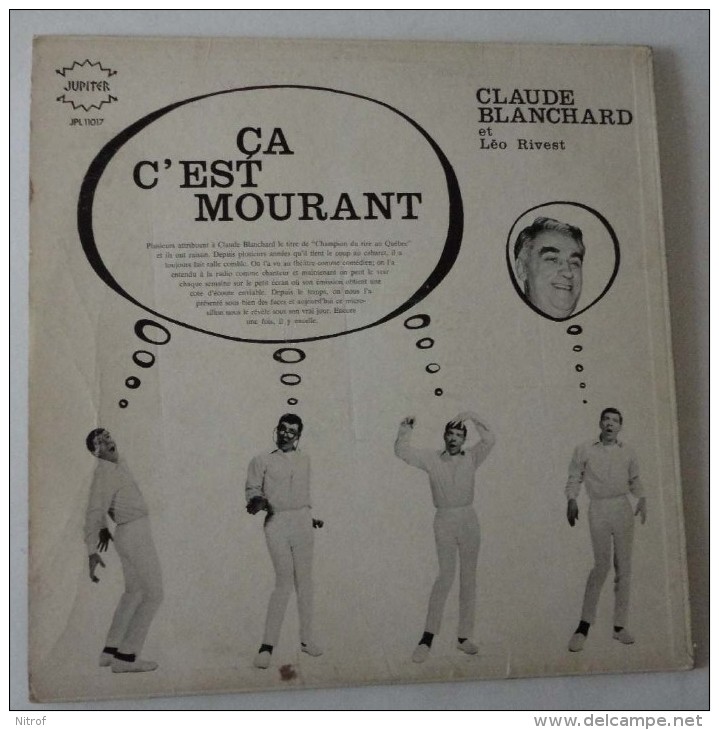 JUPITER
JPL 11017
ÇA
C'EST
MOURANT
CLAUDE
BLANCHARD
et
Léo Rivest
Plusieurs attribuent à Claude Blanchard le titre de "Champion du rire au Québec"
et ils ont raison. Depuis plusieurs années qu'il tient le coup au cabaret, il a
toujours fait salle comble. On l'a vu au théâtre comme comédien; on l'a
entendu à la radio comme chanteur et maintenant on peut le voir
chaque semaine sur le petit écran où son émission obtient une
cote d'écoute enviable. Depuis le temps, on nous l'a
présenté sous bien des faces et aujourd'hui ce micro-
sillon nous le révèle sous son vrai jour. Encore
une fois, il y excelle.
Nitrof
www.delcampe.net